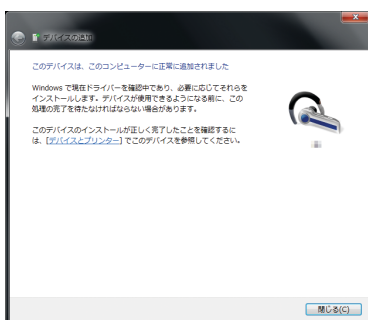 デバイスの追加
このデバイスは、このコンピューターに正常に追加されました
Windows で現在ドライバーを確認中であり、必要に応じてそれらを
インストールします。デバイスが使用できるようになる前に、この
処理の完了を待たなければならない場合があります。
このデバイスのインストールが正しく完了したことを確認するに
は、[デバイスとプリンター] でこのデバイスを参照してください。
閉じる(C)